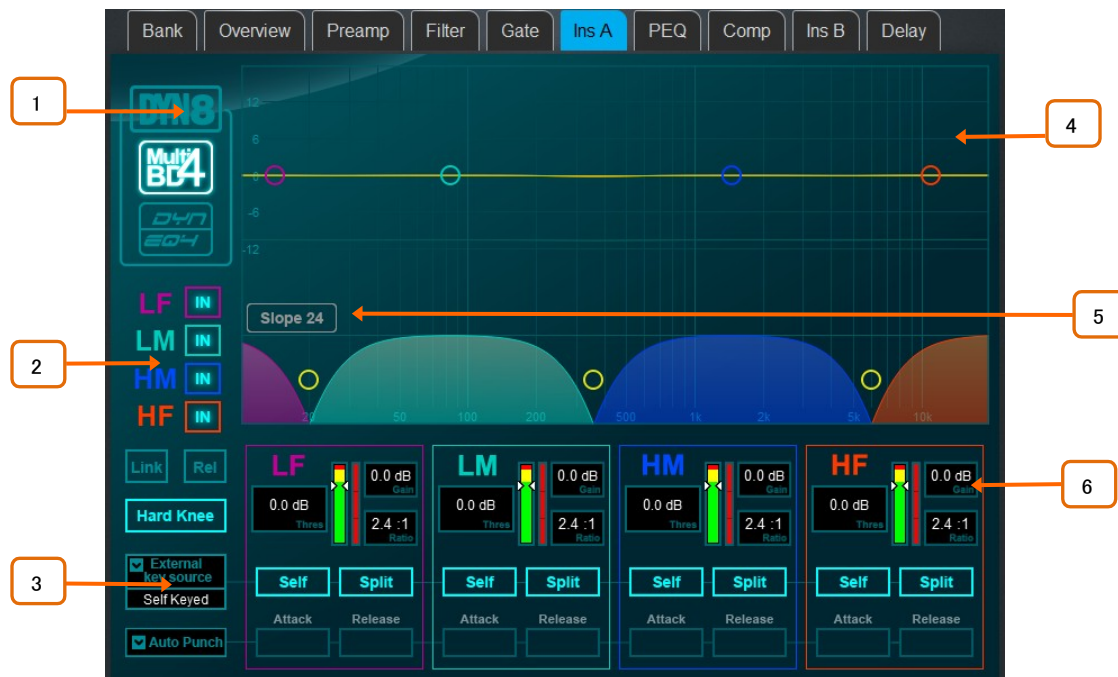 Bank Overview Preamp Filter Gate Ins A PEQ Comp Ins B Delay
1
DYN8
12
4
6
Multi
BD4
0
-6
DYN
EQ4
-12
LF IN
Slope 24
5
LM IN
2
HM IN
HF IN
20 50 100 200 500 1k 2k 5k 10k
Link Rel
LF LM HM HF
0.0 dB Gain 0.0 dB Gain 0.0 dB Gain 0.0 dB Gain
6
0.0 dB Thres 0.0 dB Thres 0.0 dB Thres 0.0 dB Thres
Hard Knee
2.4 :1 Ratio 2.4 :1 Ratio 2.4 :1 Ratio 2.4 :1 Ratio
External
key source
3
Self Split Self Split Self Split Self Split
Self Keyed
Attack Release Attack Release Attack Release Attack Release
Auto Punch